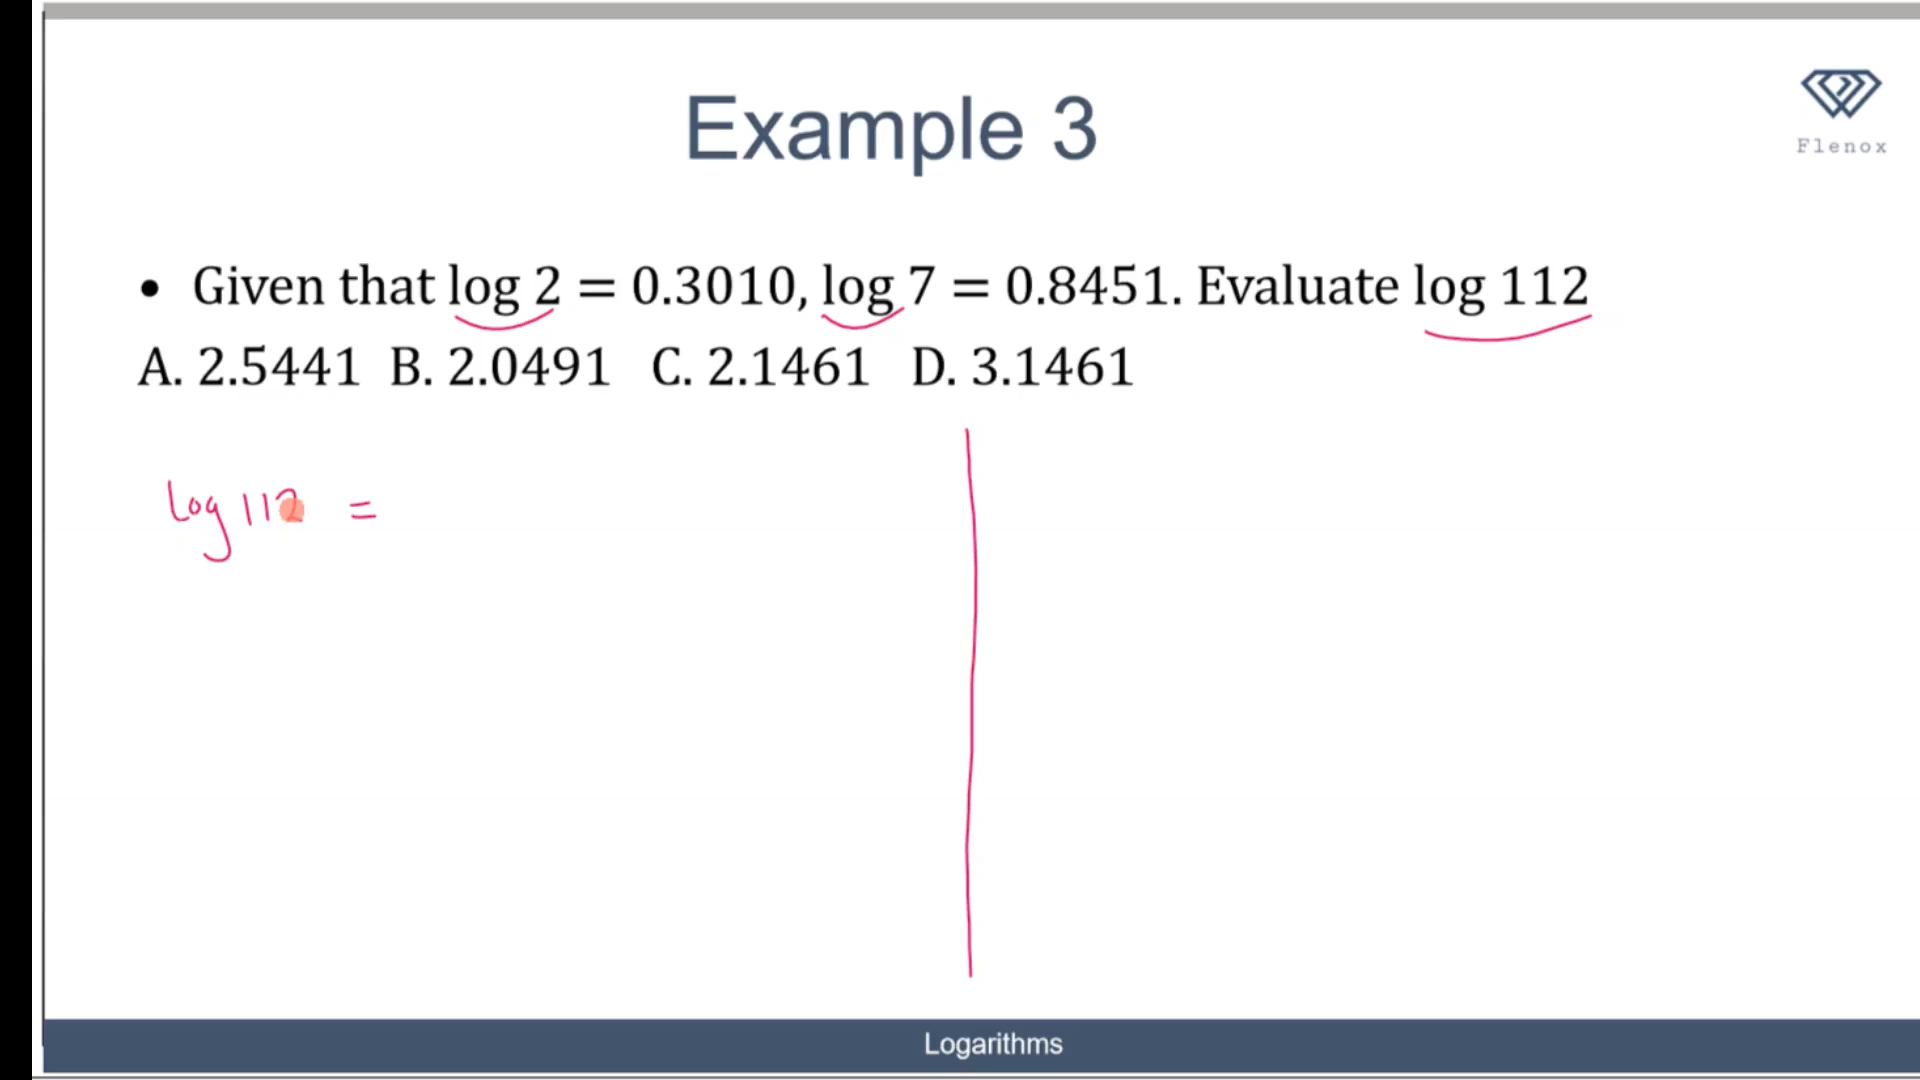 Example 3
Flenox
• Given that log 2 = 0.3010, log 7 = 0.8451. Evaluate log 112
A. 2.5441 B. 2.0491 C. 2.1461 D. 3.1461
log 112 =
Logarithms